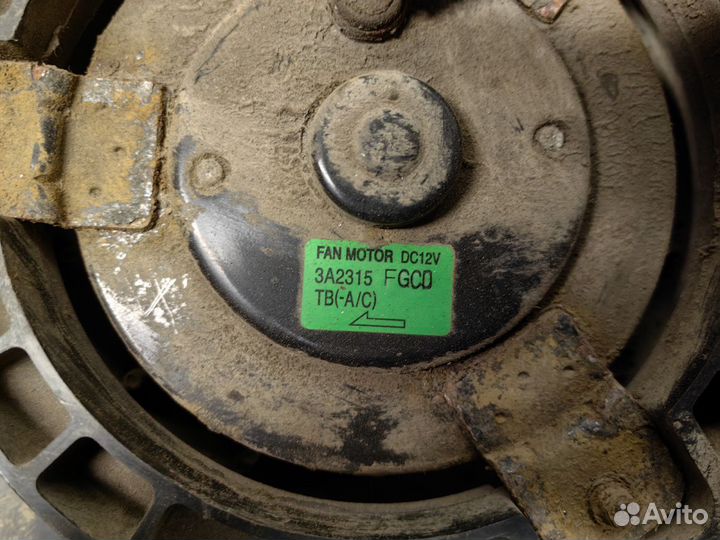 FAN MOTOR DC12V
3A2315 FGCD
TB(-A/C)
Avito